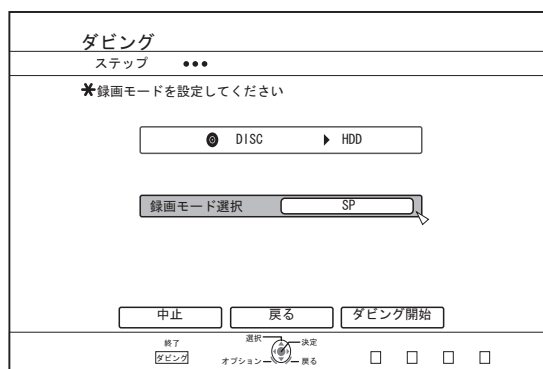 ダビング
ステップ •••
*録画モードを設定してください
DISC ▶ HDD
録画モード選択 SP
中止 戻る ダビング開始
終了 選択 決定
ダビング オプション 戻る